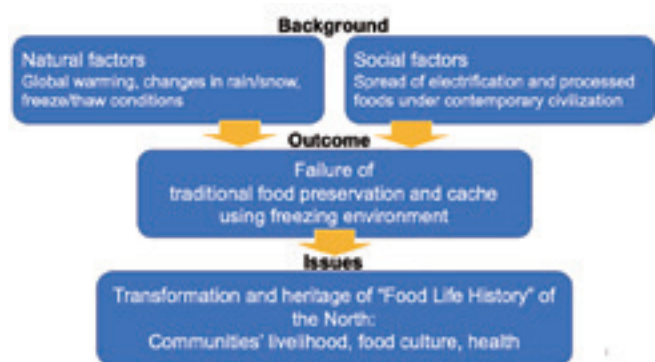 Background
Natural factors
Global warming, changes in rain/snow,
freeze/thaw conditions
Social factors
Spread of electrification and processed
foods under contemporary civilization
Outcome
Failure of
traditional food preservation and cache
using freezing environment
Issues
Transformation and heritage of "Food Life History" of
the North:
Communities' livelihood, food culture, health